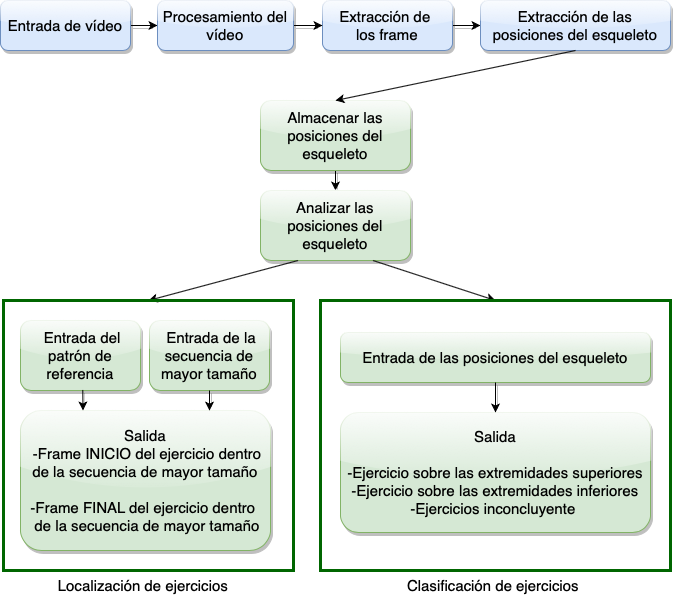 Entrada de vídeo
Procesamiento del
vídeo
Extracción de
los frame
Extracción de las
posiciones del esqueleto
Almacenar las
posiciones del
esqueleto
Analizar las
posiciones del
esqueleto
Entrada del
patrón de
referencia
Entrada de la
secuencia de
mayor tamaño
Salida
-Frame INICIO del ejercicio dentro
de la secuencia de mayor tamaño
-Frame FINAL del ejercicio dentro
de la secuencia de mayor tamaño
Localización de ejercicios
Entrada de las posiciones del esqueleto
Salida
-Ejercicio sobre las extremidades superiores
-Ejercicio sobre las extremidades inferiores
-Ejercicios inconcluyente
Clasificación de ejercicios